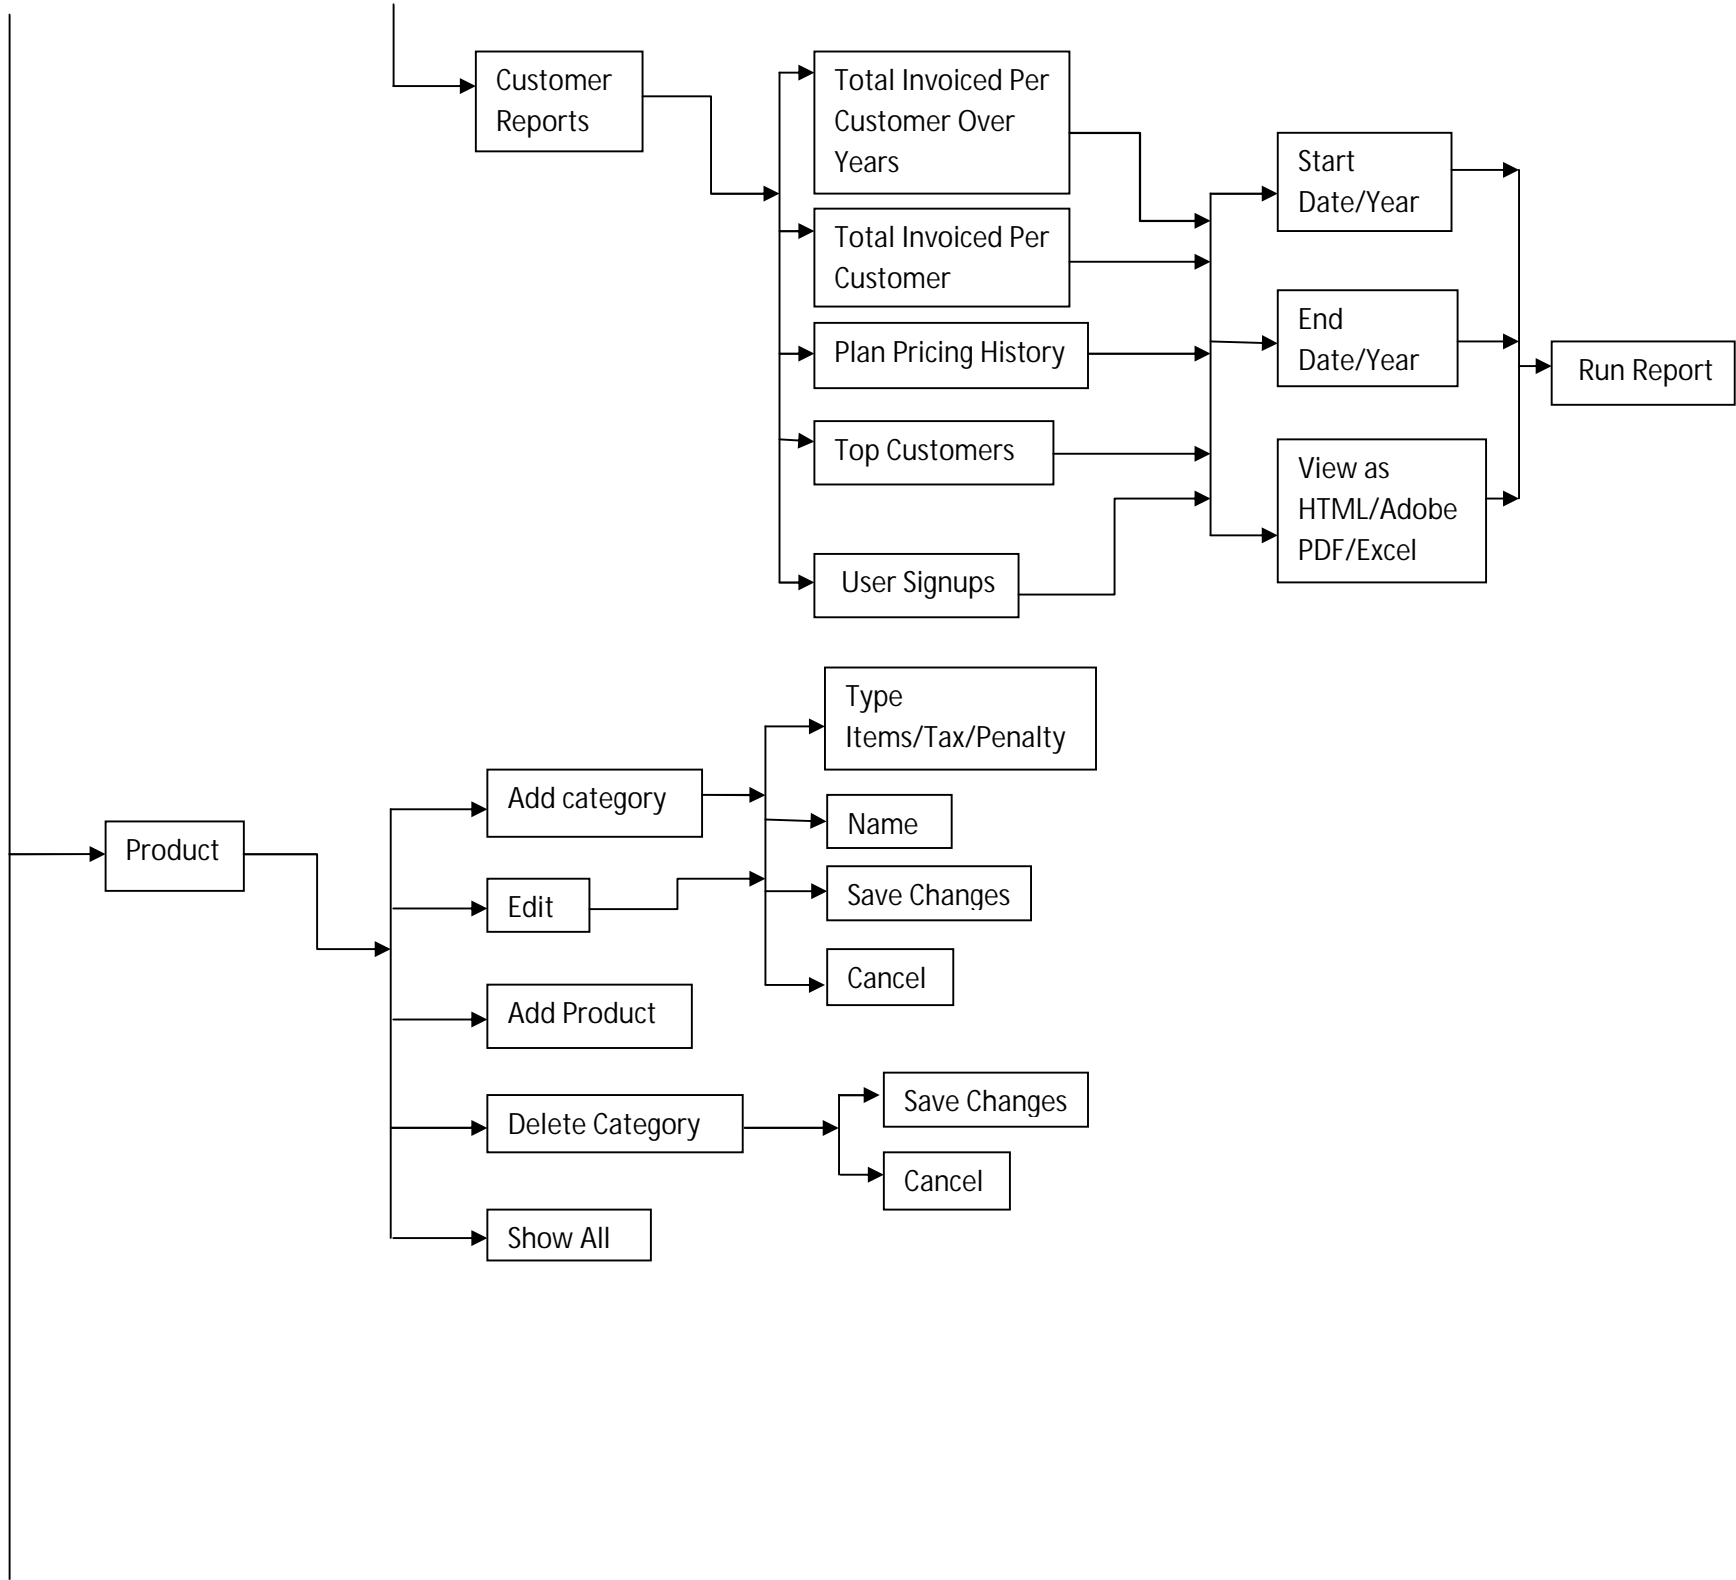 Customer
Reports
Total Invoiced Per
Customer Over
Years
Total Invoiced Per
Customer
Plan Pricing History
Top Customers
User Signups
Start
Date/Year
End
Date/Year
View as
HTML/Adobe
PDF/Excel
Run Report
Product
Add category
Edit
Add Product
Delete Category
Show All
Type
Items/Tax/Penalty
Name
Save Changes
Cancel
Save Changes
Cancel